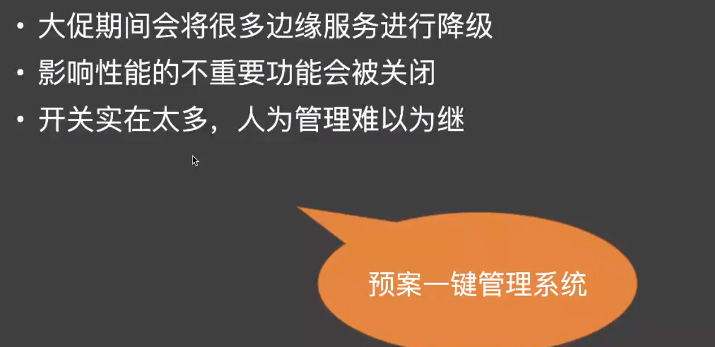 • 大促期间会将很多边缘服务进行降级
• 影响性能的不重要功能会被关闭
• 开关实在太多，人为管理难以为继
预案一键管理系统